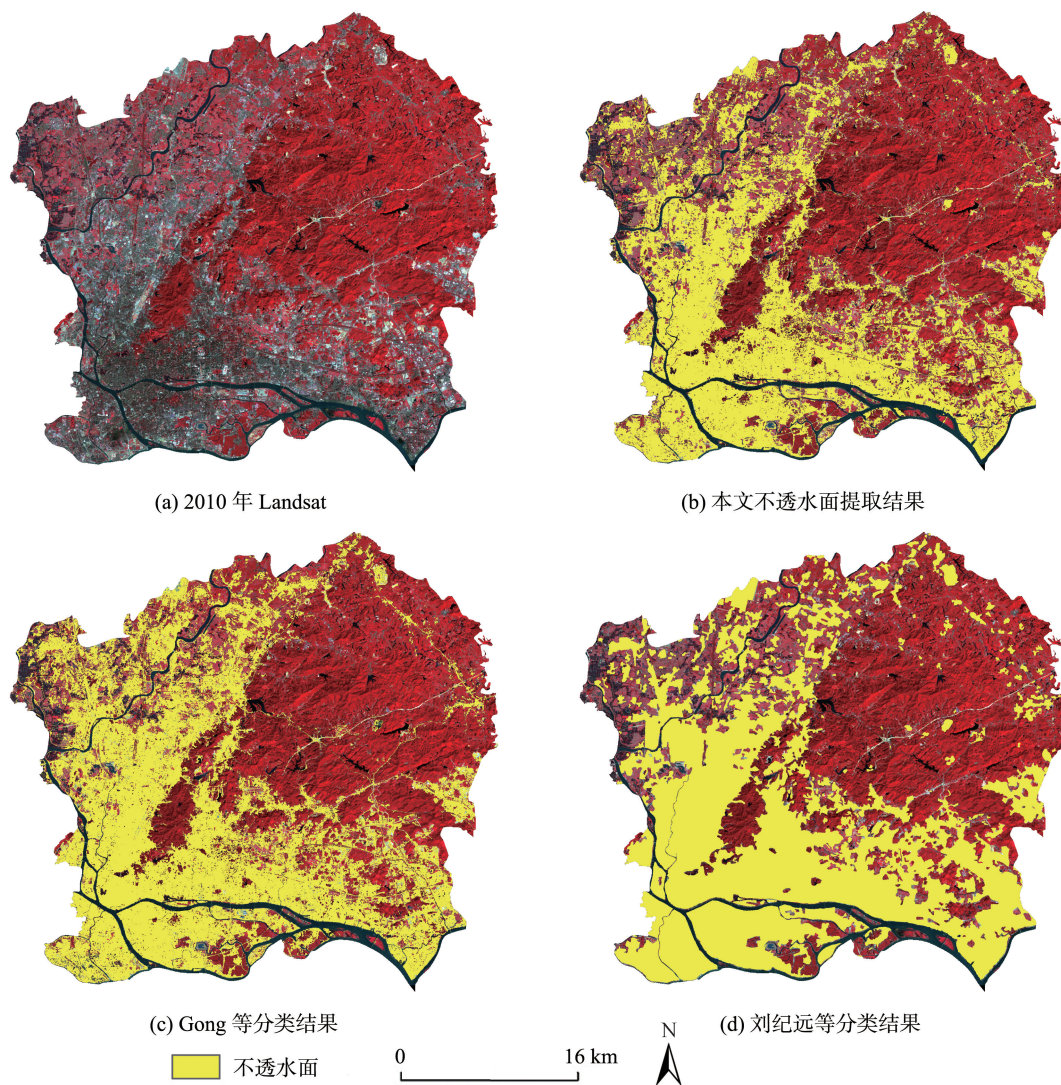 (a) 2010 年 Landsat
(b) 本文不透水面提取结果
(c) Gong 等分类结果
(d) 刘纪远等分类结果
不透水面
0
16 km
N